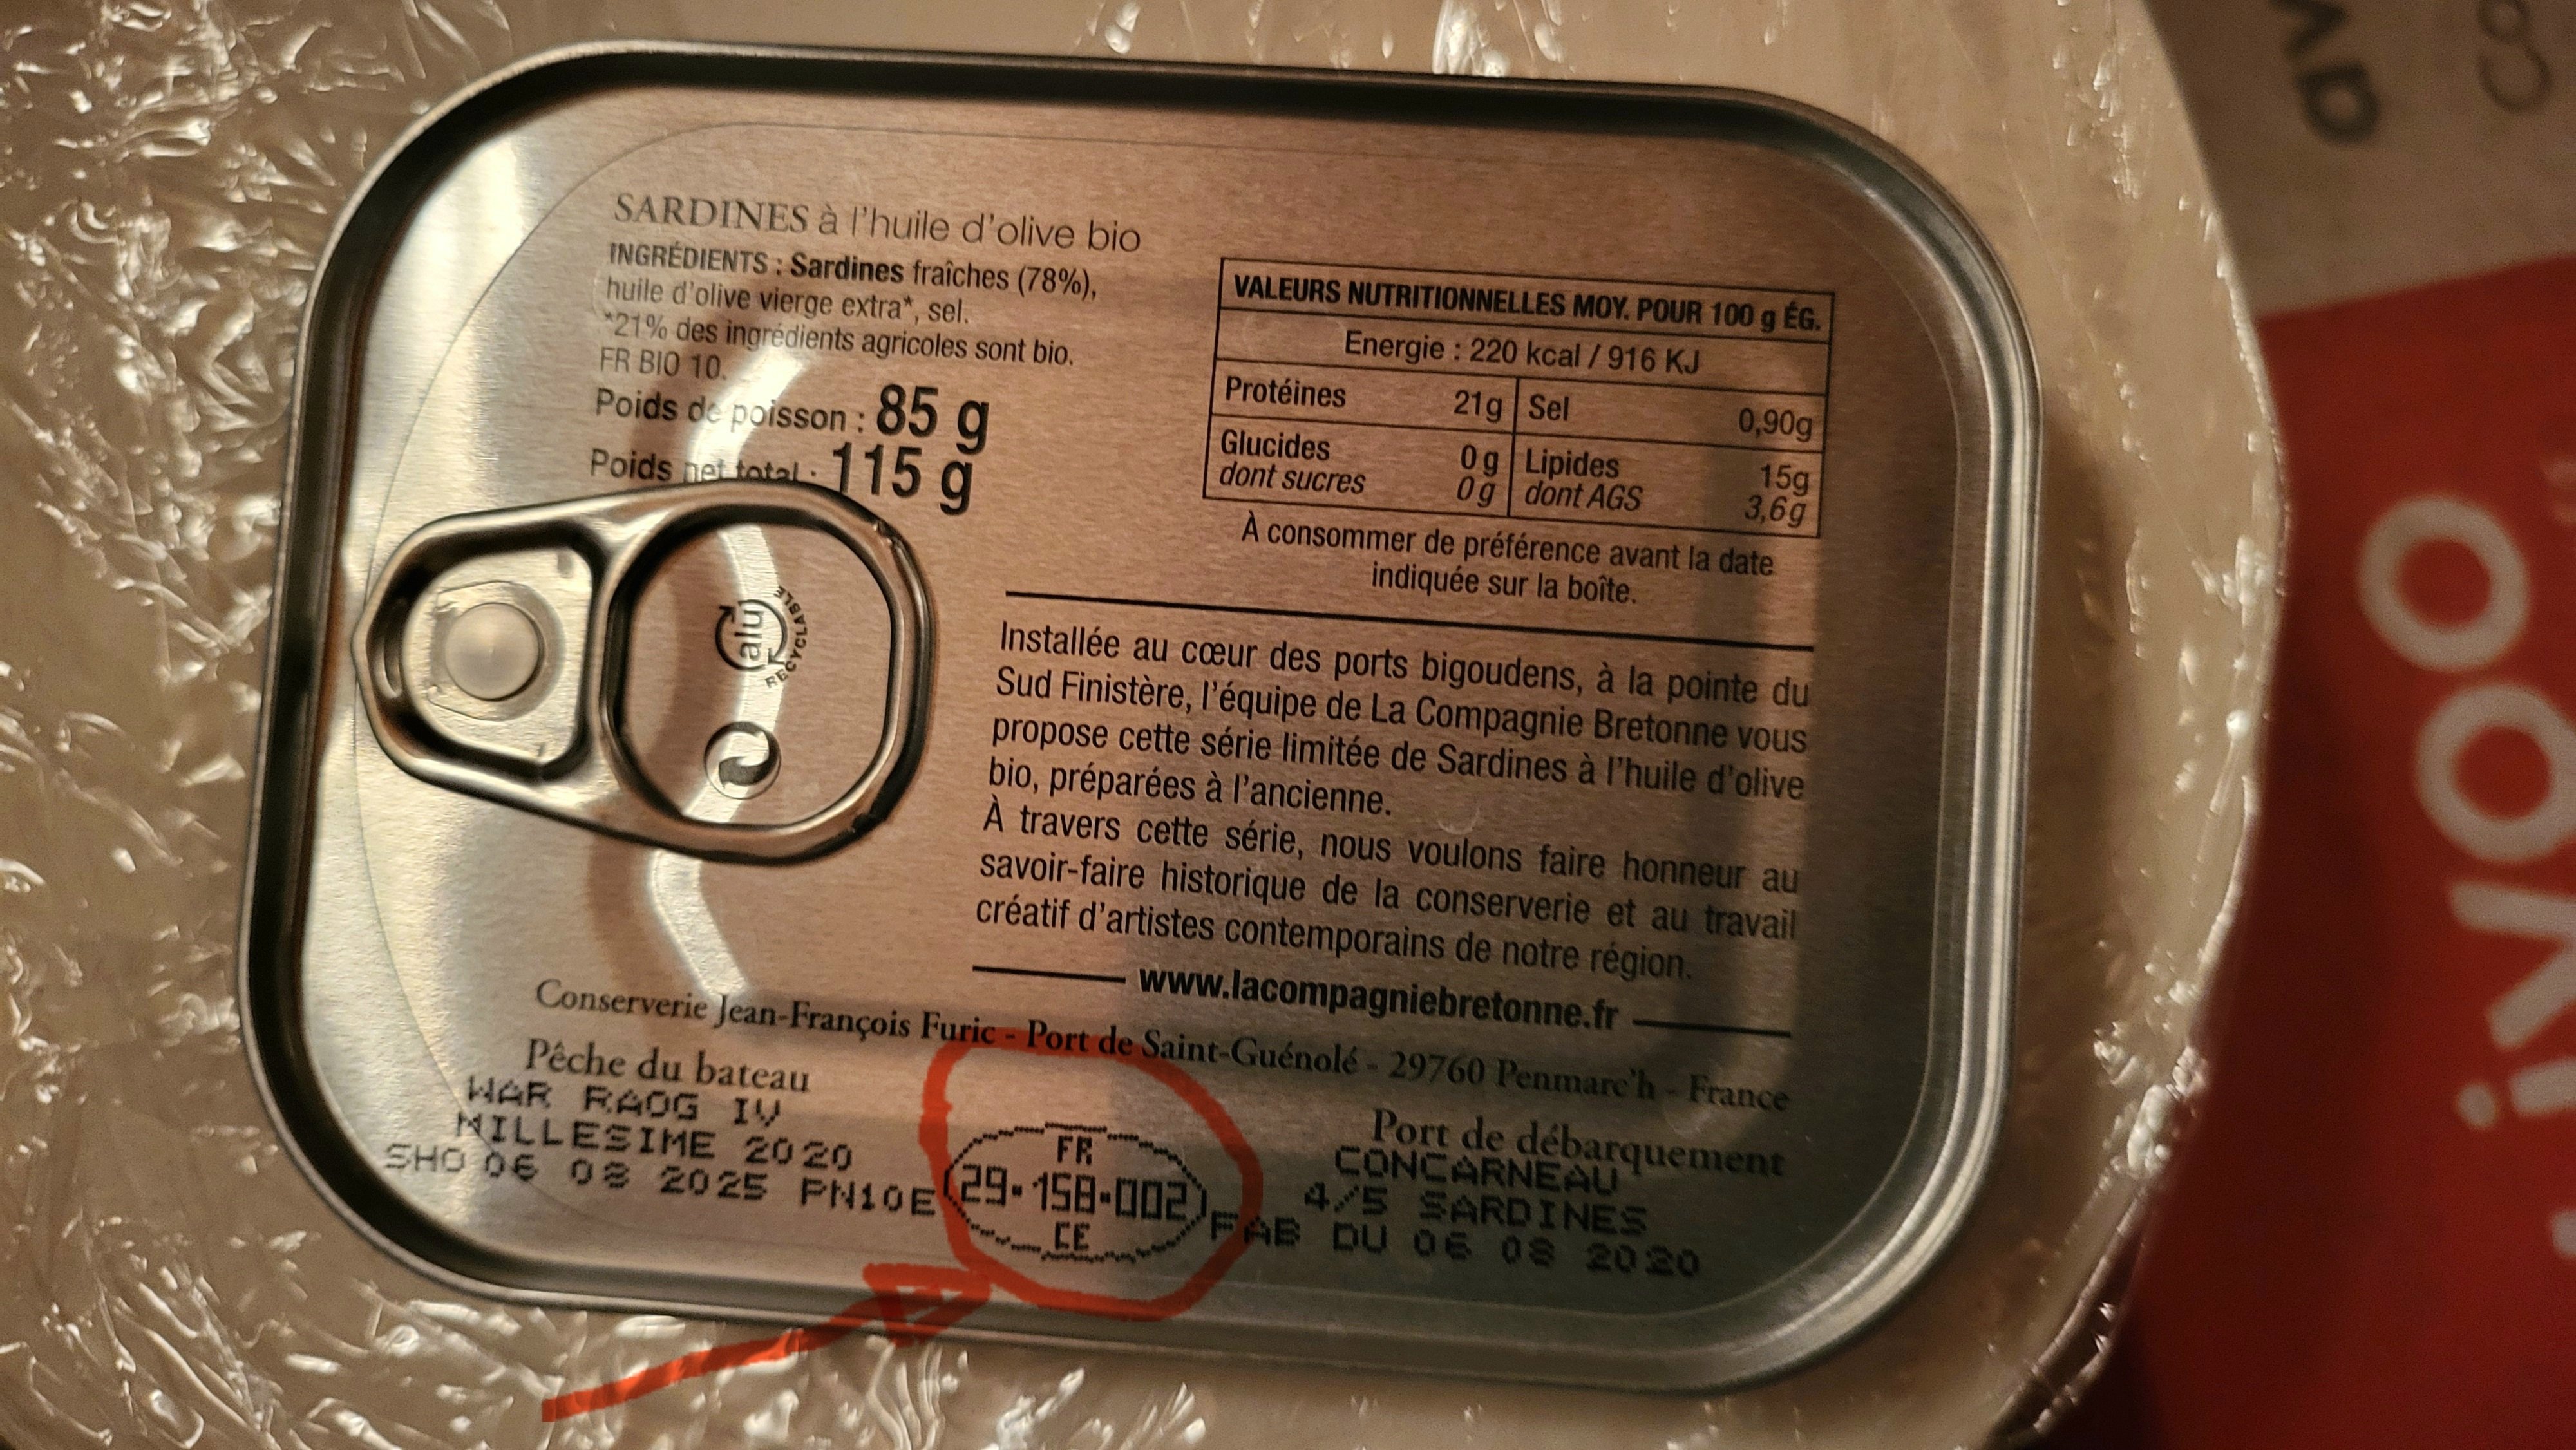 SARDINES à l'huile d'olive bio
INGRÉDIENTS : Sardines fraîches (78%),
huile d'olive vierge extra*, sel.
*21% des ingrédients agricoles sont bio.
FR BIO 10.
Poids de poisson : 85 g
Poids net total : 115 g
VALEURS NUTRITIONNELLES MOY. POUR 100 g ÉG.
Energie : 220 kcal / 916 KJ
Protéines 21g Sel 0,90g
Glucides 0 g Lipides 15g
dont sucres 0 g dont AGS 3,6g
À consommer de préférence avant la date
indiquée sur la boîte.
alu
RECYCLABLE
Installée au cœur des ports bigoudens, à la pointe du
Sud Finistère, l'équipe de La Compagnie Bretonne vous
propose cette série limitée de Sardines à l'huile d'olive
bio, préparées à l'ancienne.
À travers cette série, nous voulons faire honneur au
savoir-faire historique de la conserverie et au travail
créatif d'artistes contemporains de notre région.
www.lacompagniebretonne.fr
Conserverie Jean-François Furic - Port de Saint-Guénolé - 29760 Penmarc'h - France
Pêche du bateau
WAR RAOG IV
MILLESIME 2020
SHO 06 08 2025 PN10E
FR
29-158-002
CE
Port de débarquement
CONCARNEAU
4/5 SARDINES
FAB DU 06 08 2020